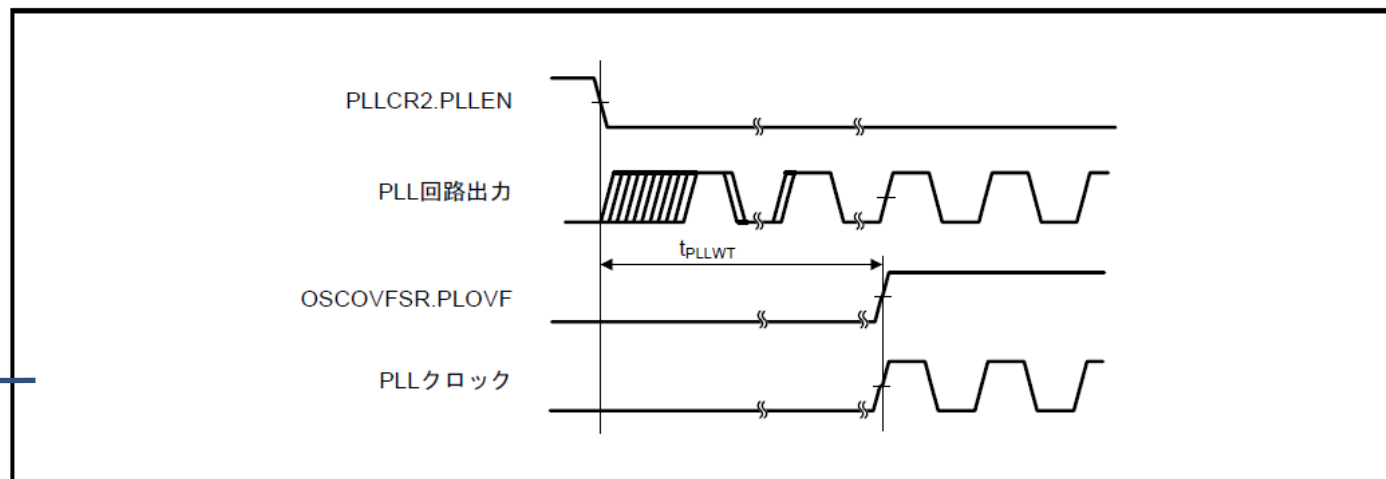 PLLCR2.PLLEN
PLL回路出力
tPLLWT
OSCOVFSR.PLOVF
PLLクロック